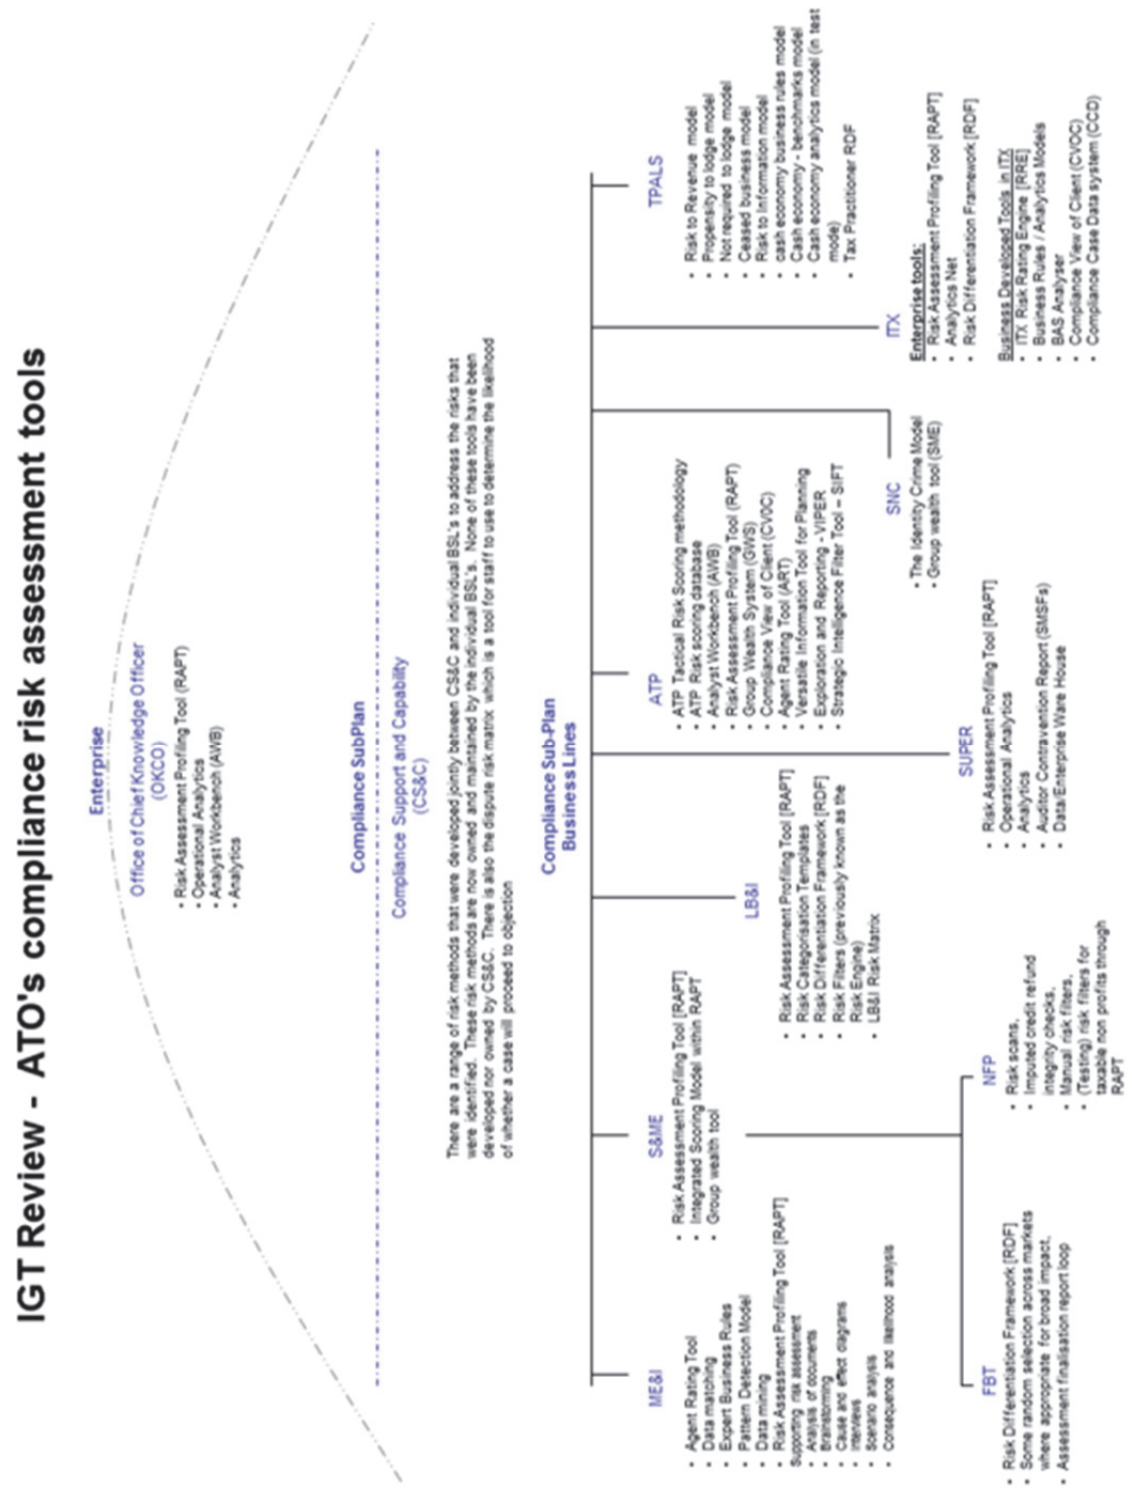 IGT Review - ATO's compliance risk assessment tools
Enterprise
Office of Chief Knowledge Officer
(OKCO)
• Risk Assessment Profiling Tool (RAPT)
• Operational Analytics
• Analyst Workbench (AWB)
• Analytics
Compliance SubPlan
Compliance Support and Capability
(CS&C)
There are a range of risk methods that were developed jointly between CS&C and individual BSL's to address the risks that
were identified. These risk methods are now owned and maintained by the individual BSL's. None of these tools have been
developed nor owned by CS&C. There is also the dispute risk matrix which is a tool for staff to use to determine the likelihood
of whether a case will proceed to objection
Compliance Sub-Plan
Business Lines
ME&I
• Agent Rating Tool
• Data matching
• Expert Business Rules
• Pattern Detection Model
• Data mining
• Risk Assessment Profiling Tool [RAPT]
Supporting risk assessment
• Analysis of documents
• Brainstorming
• Cause and effect diagrams
• Interviews
• Scenario analysis
• Consequence and likelihood analysis
S&ME
• Risk Assessment Profiling Tool [RAPT]
• Integrated Scoring Model within RAPT
• Group wealth tool
FBT
• Risk Differentiation Framework [RDF]
• Some random selection across markets
where appropriate for broad impact.
• Assessment finalisation report loop
NFP
• Risk scans,
• Imputed credit refund
integrity checks,
• Manual risk filters,
• (Testing) risk filters for
taxable non profits through
RAPT
LB&I
• Risk Assessment Profiling Tool [RAPT]
• Risk Categorisation Templates
• Risk Differentiation Framework [RDF]
• Risk Filters (previously known as the
Risk Engine)
• LB&I Risk Matrix
SUPER
• Risk Assessment Profiling Tool [RAPT]
• Operational Analytics
• Analytics
• Auditor Contravention Report (SMSFs)
• Data/Enterprise Ware House
ATP
• ATP Tactical Risk Scoring methodology
• ATP Risk scoring database
• Analyst Workbench (AWB)
• Risk Assessment Profiling Tool (RAPT)
• Group Wealth System (GWS)
• Compliance View of Client (CVOC)
• Agent Rating Tool (ART)
• Versatile Information Tool for Planning
• Exploration and Reporting - VIPER
• Strategic Intelligence Filter Tool – SIFT
SNC
• The Identity Crime Model
• Group wealth tool (SME)
ITX
Enterprise tools:
• Risk Assessment Profiling Tool [RAPT]
• Analytics Net
• Risk Differentiation Framework [RDF]
Business Developed Tools in ITX
• ITX Risk Rating Engine [RRE]
• Business Rules / Analytics Models
• BAS Analyser
• Compliance View of Client (CVOC)
• Compliance Case Data system (CCD)
TPALS
• Risk to Revenue model
• Propensity to lodge model
• Not required to lodge model
• Ceased business model
• Risk to Information model
• cash economy business rules model
• Cash economy - benchmarks model
• Cash economy analytics model (in test
mode)
• Tax Practitioner RDF